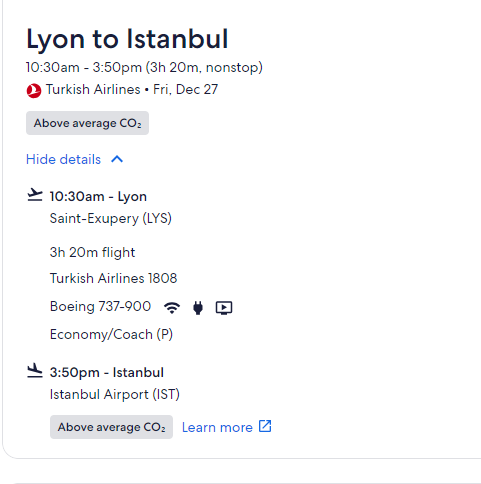 Lyon to Istanbul
10:30am - 3:50pm (3h 20m, nonstop)
Turkish Airlines • Fri, Dec 27
Above average CO₂
Hide details
10:30am - Lyon
Saint-Exupery (LYS)
3h 20m flight
Turkish Airlines 1808
Boeing 737-900
Economy/Coach (P)
3:50pm - Istanbul
Istanbul Airport (IST)
Above average CO₂ Learn more